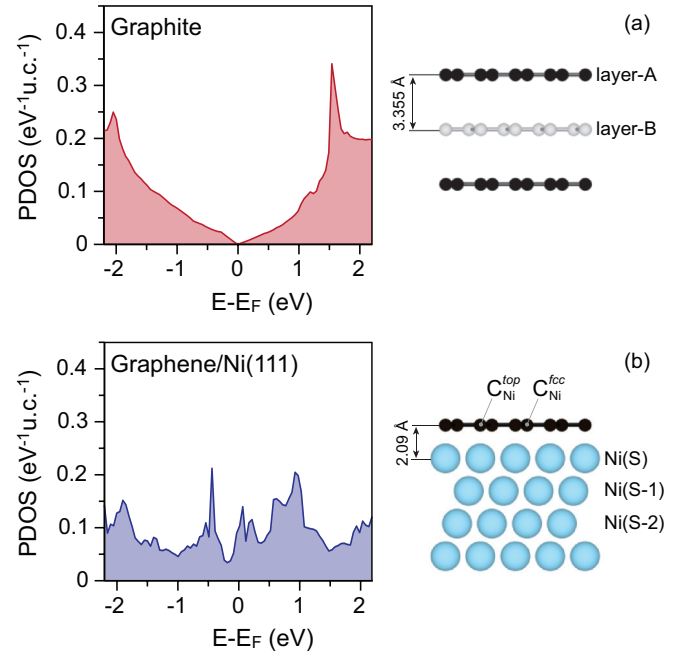 Graphite
(a)
PDOS (eV⁻¹u.c.⁻¹)
0.4
0.3
0.2
0.1
0
-2 -1 0 1 2
E-E_F (eV)
3.355 Å
layer-A
layer-B
Graphene/Ni(111)
(b)
PDOS (eV⁻¹u.c.⁻¹)
0.4
0.3
0.2
0.1
0
-2 -1 0 1 2
E-E_F (eV)
C_Ni^top C_Ni^fcc
2.09 Å
Ni(S)
Ni(S-1)
Ni(S-2)